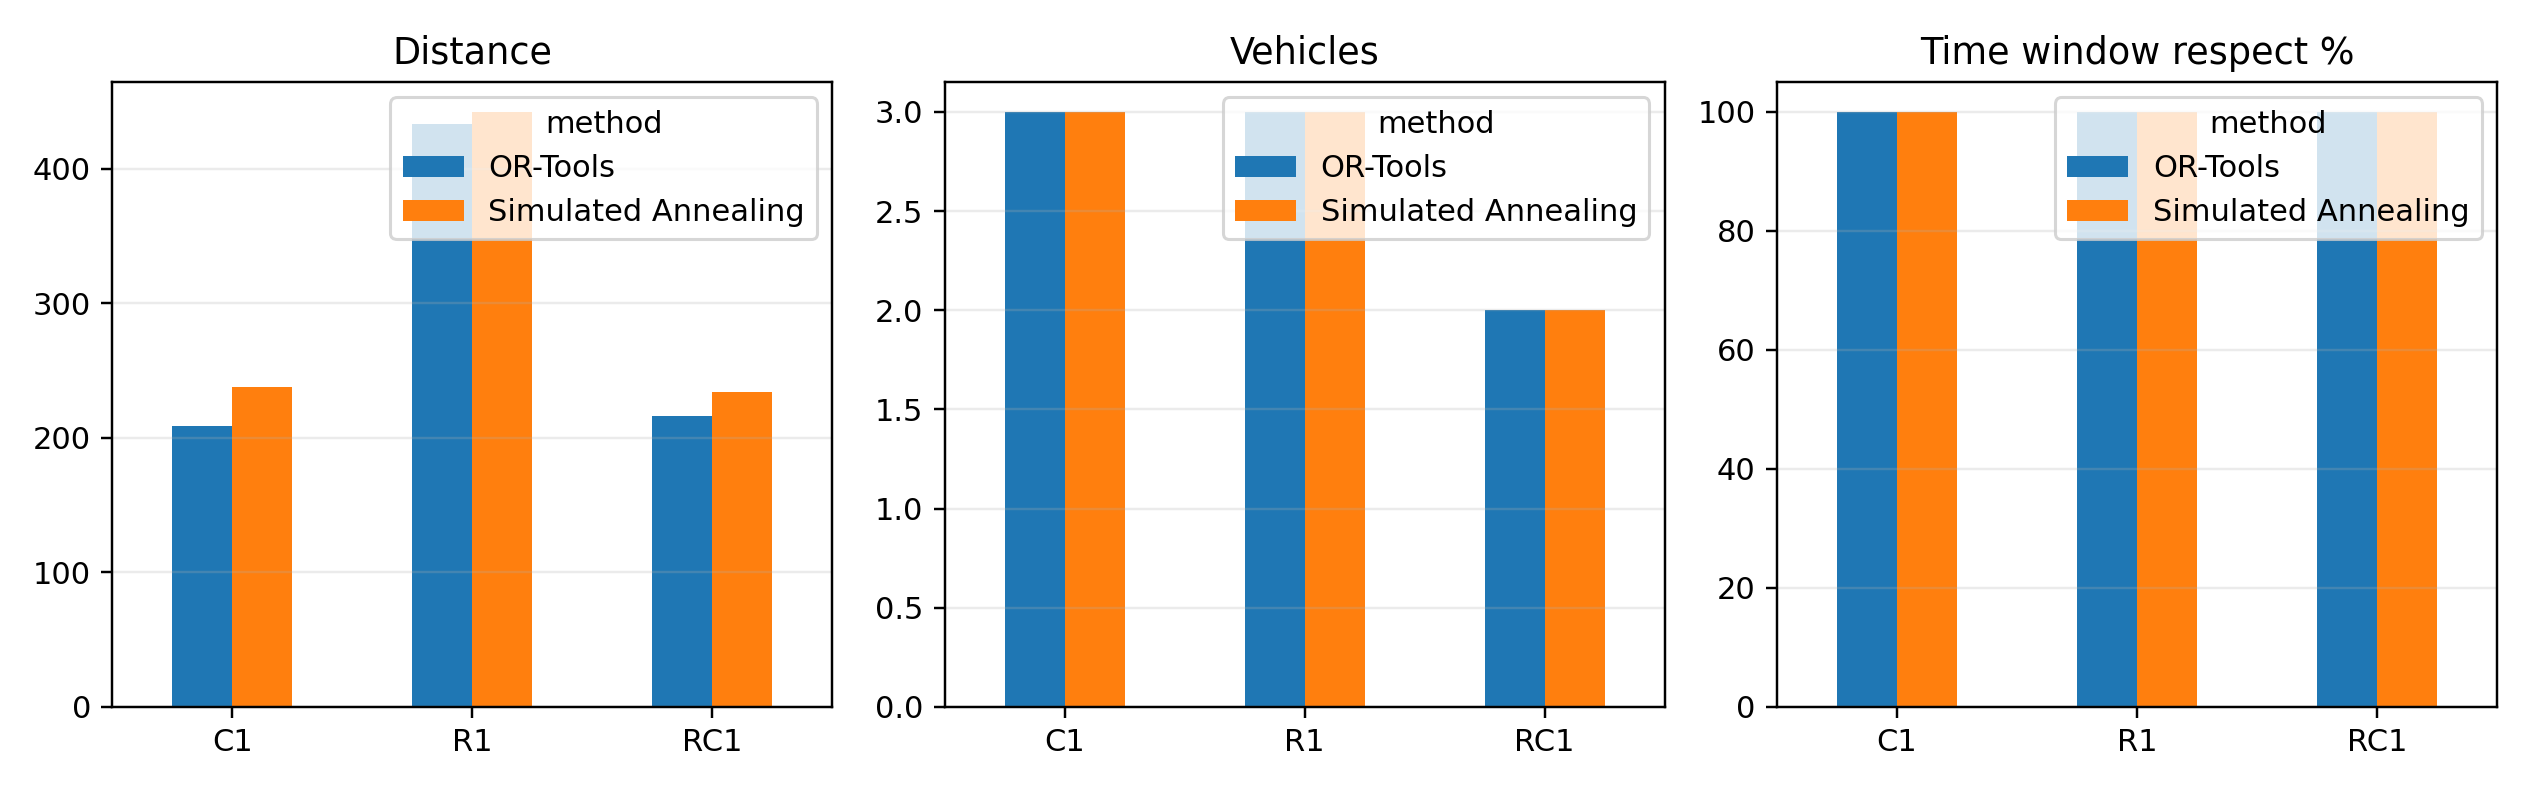 Distance
method
OR-Tools
Simulated Annealing
400
300
200
100
0
C1 R1 RC1
Vehicles
method
OR-Tools
Simulated Annealing
3.0
2.5
2.0
1.5
1.0
0.5
0.0
C1 R1 RC1
Time window respect %
method
OR-Tools
Simulated Annealing
100
80
60
40
20
0
C1 R1 RC1